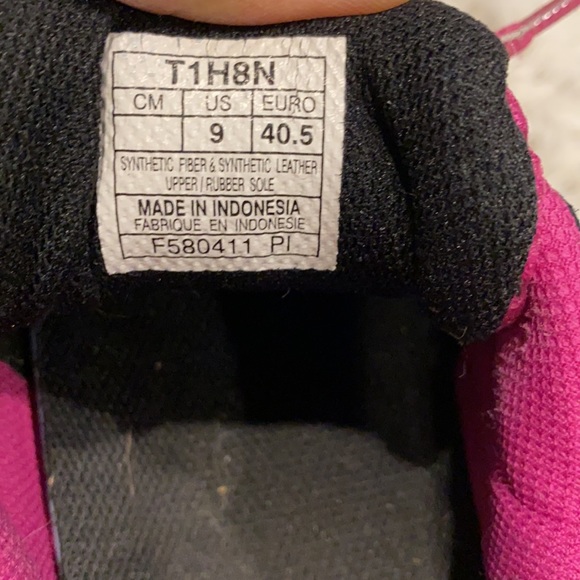 T1H8N
CM US EURO
9 40.5
SYNTHETIC FIBER & SYNTHETIC LEATHER
UPPER / RUBBER SOLE
MADE IN INDONESIA
FABRIQUE EN INDONESIE
F580411 PI